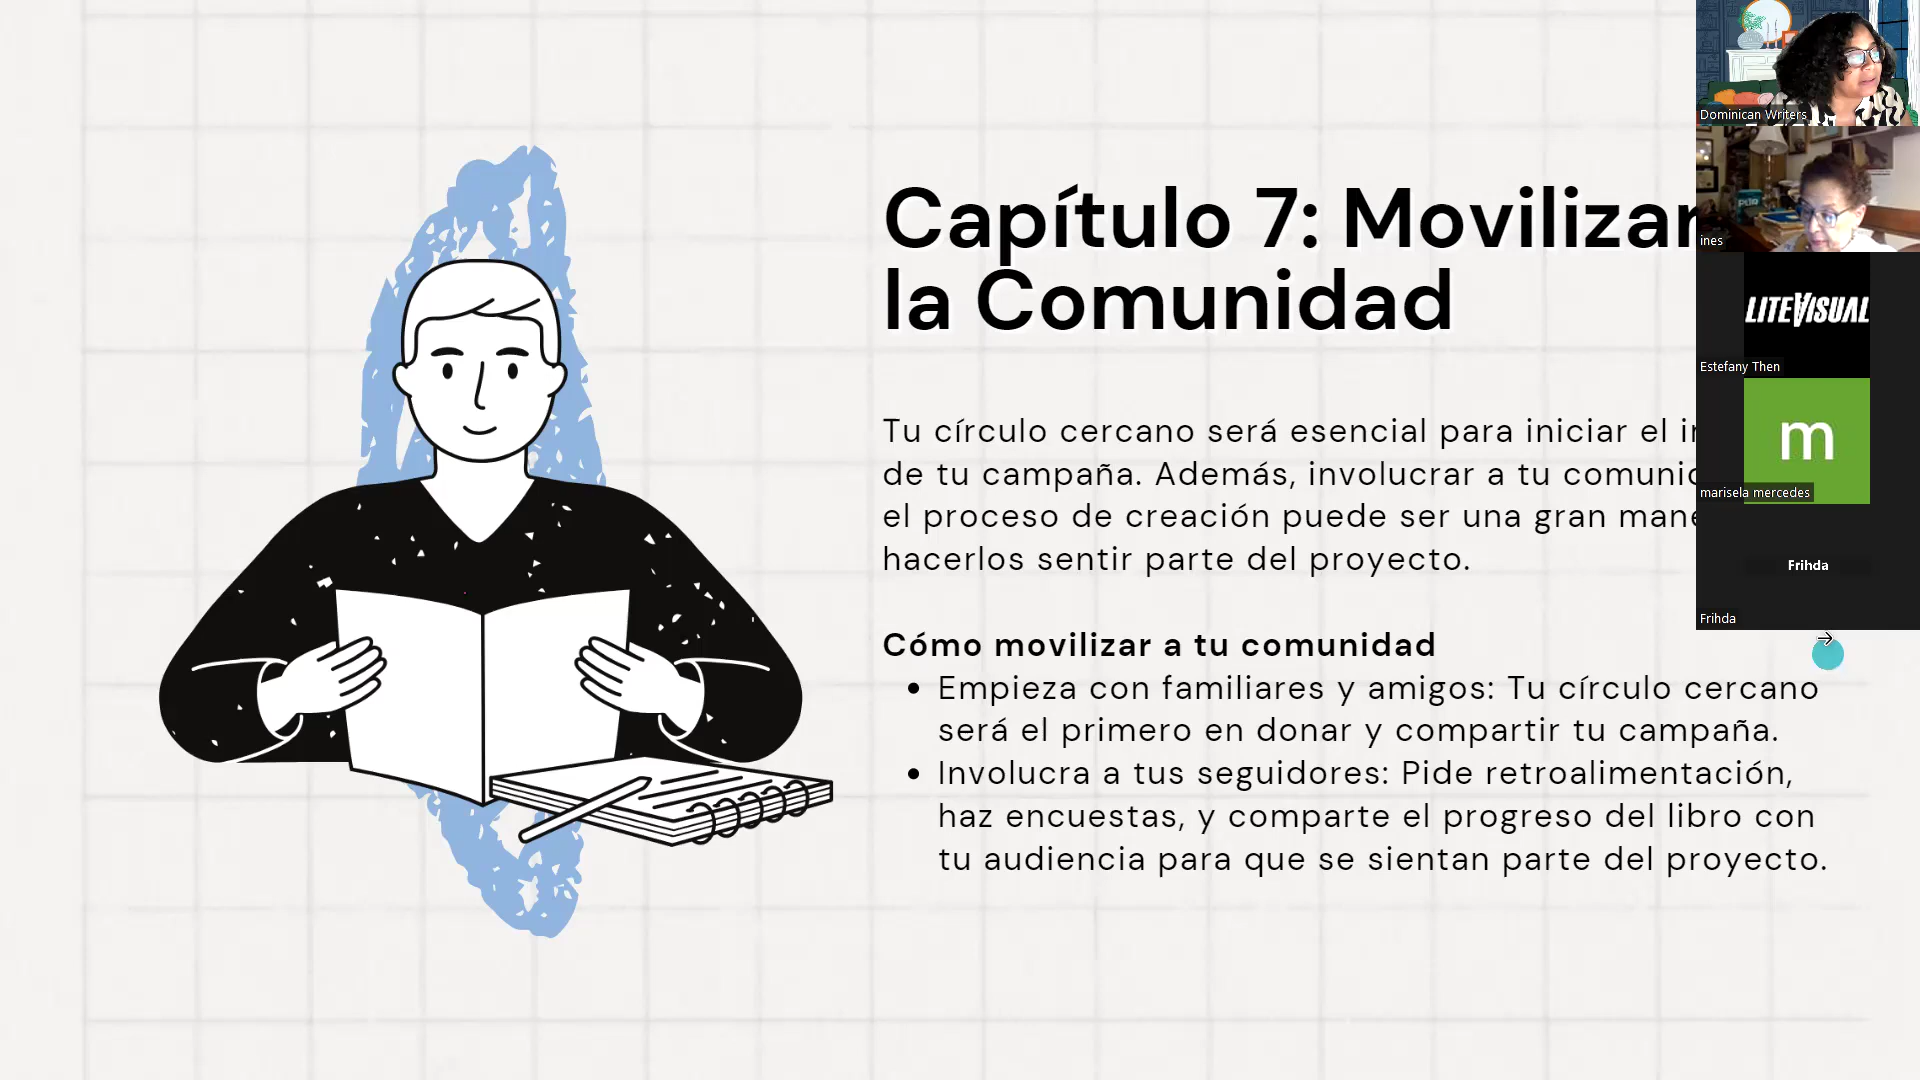 Capítulo 7: Movilizar
la Comunidad
Tu círculo cercano será esencial para iniciar el
de tu campaña. Además, involucrar a tu
el proceso de creación puede ser una gran
hacerlos sentir parte del proyecto.
Cómo movilizar a tu comunidad
• Empieza con familiares y amigos: Tu círculo cercano
será el primero en donar y compartir tu campaña.
• Involucra a tus seguidores: Pide retroalimentación,
haz encuestas, y comparte el progreso del libro con
tu audiencia para que se sientan parte del proyecto.
Dominican Writers
ines
LITEVISUAL
Estefany Then
m
marisela mercedes
Frihda
Frihda